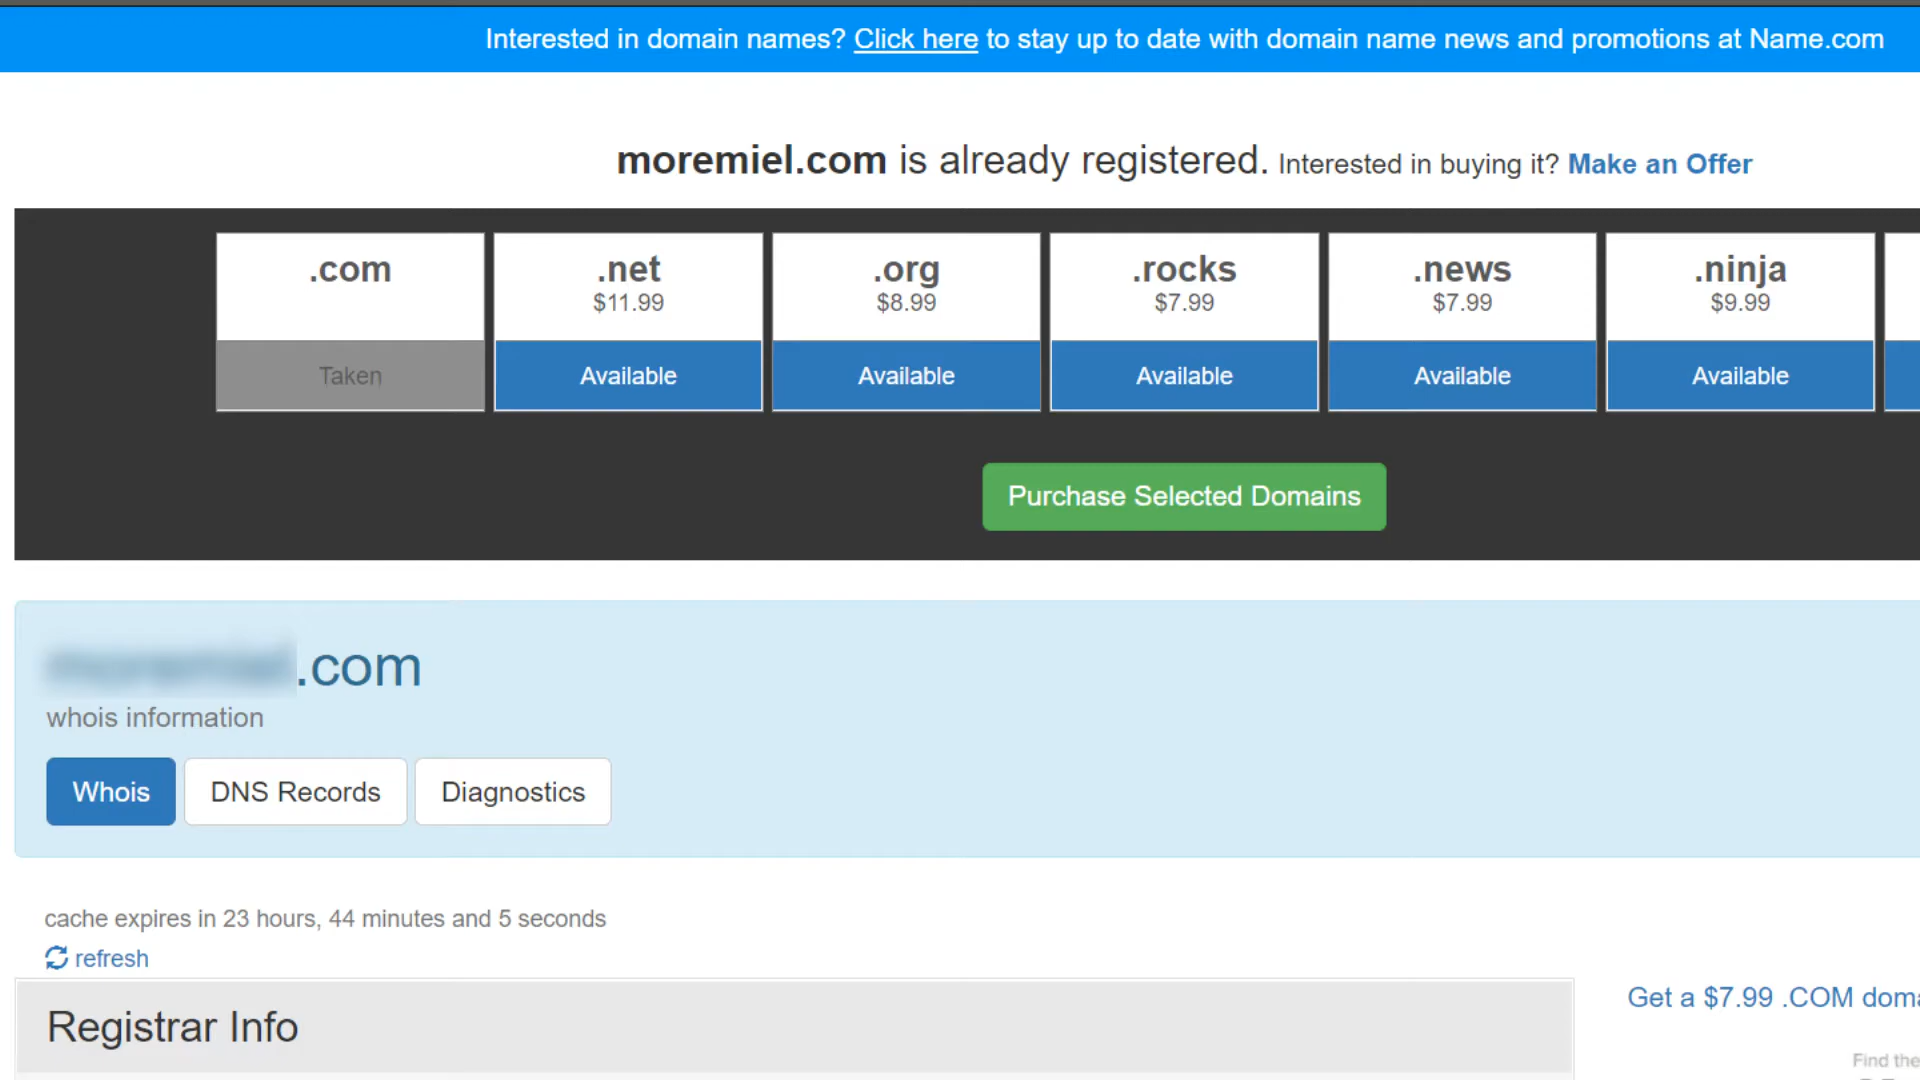 Interested in domain names? Click here to stay up to date with domain name news and promotions at Name.com
moremiel.com is already registered. Interested in buying it? Make an Offer
.com
Taken
.net
$11.99
Available
.org
$8.99
Available
.rocks
$7.99
Available
.news
$7.99
Available
.ninja
$9.99
Available
Purchase Selected Domains
.com
whois information
Whois
DNS Records
Diagnostics
cache expires in 23 hours, 44 minutes and 5 seconds
refresh
Registrar Info
Get a $7.99 .COM doma
Find the